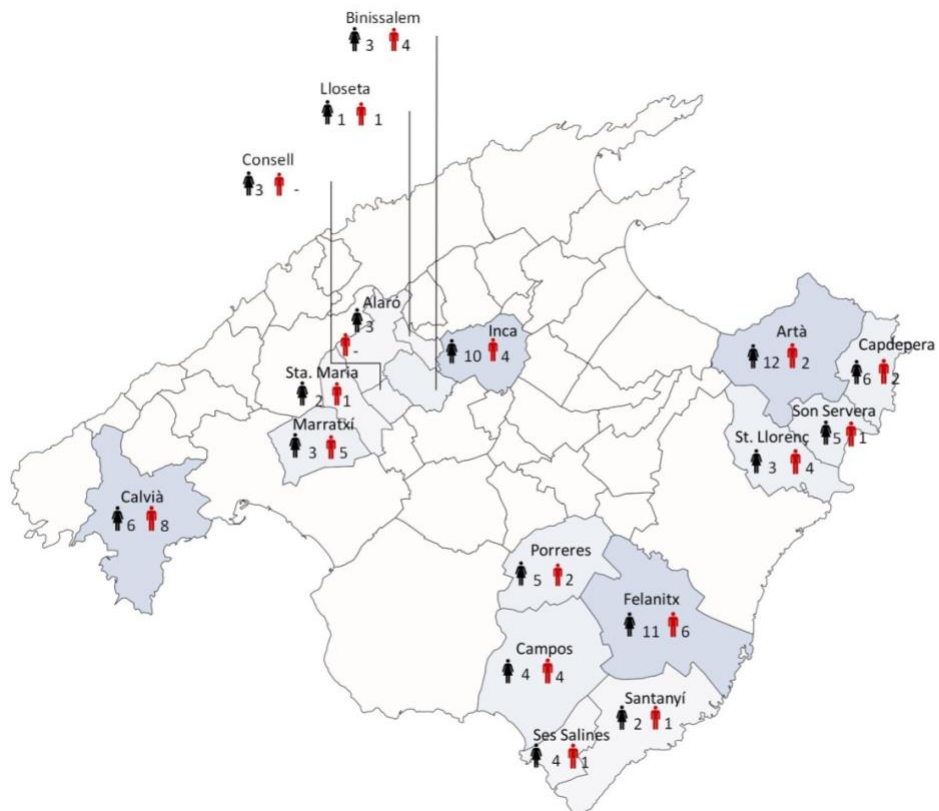 Binissalem
3 4
Lloseta
1 1
Consell
3 -
Alaró
3
-
Inca
10 4
Artà
12 2
Capdepera
6 2
Sta. Maria
2 1
Son Servera
5 1
Marratxí
3 5
St. Llorenç
3 4
Calvià
6 8
Porreres
5 2
Felanitx
11 6
Campos
4 4
Santanyí
2 1
Ses Salines
4 1